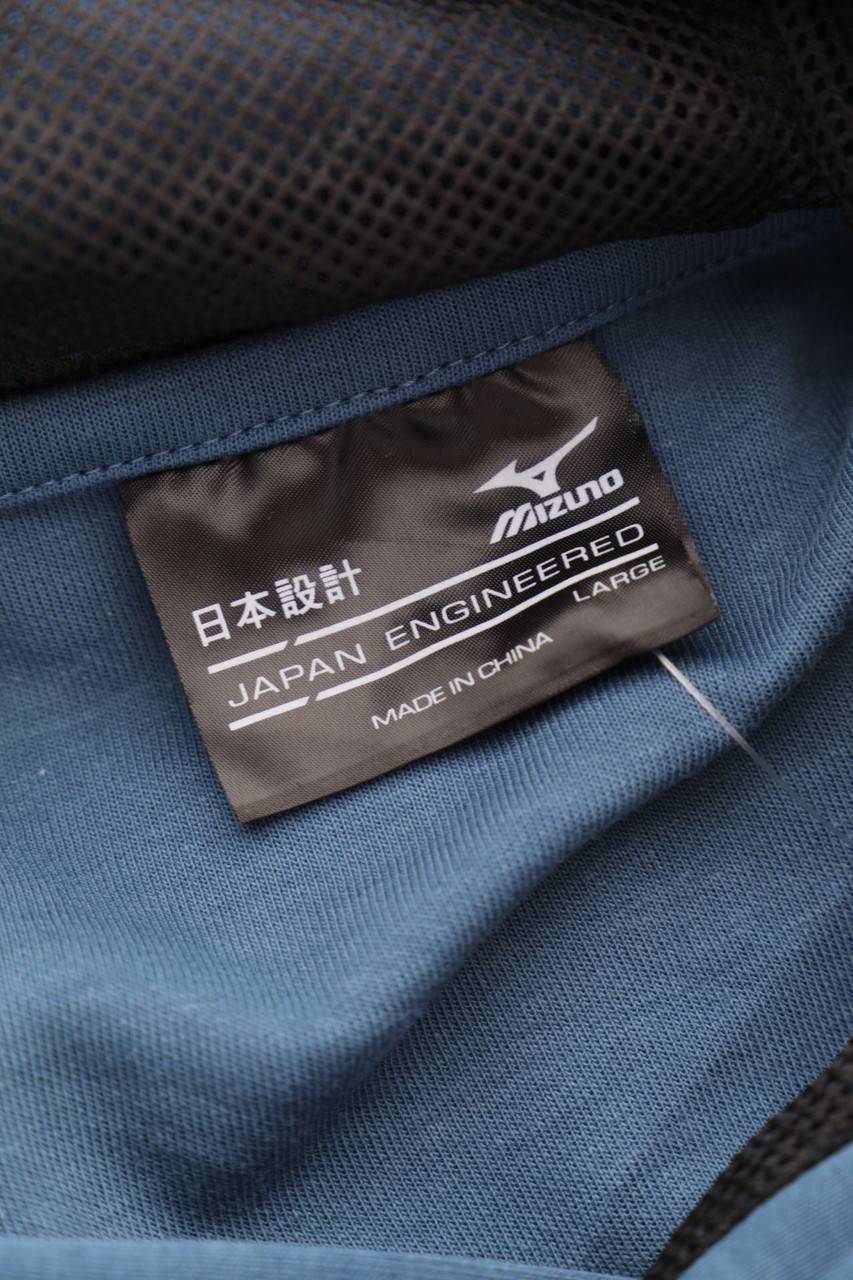 MIZUNO
日本設計
JAPAN ENGINEERED
LARGE
MADE IN CHINA